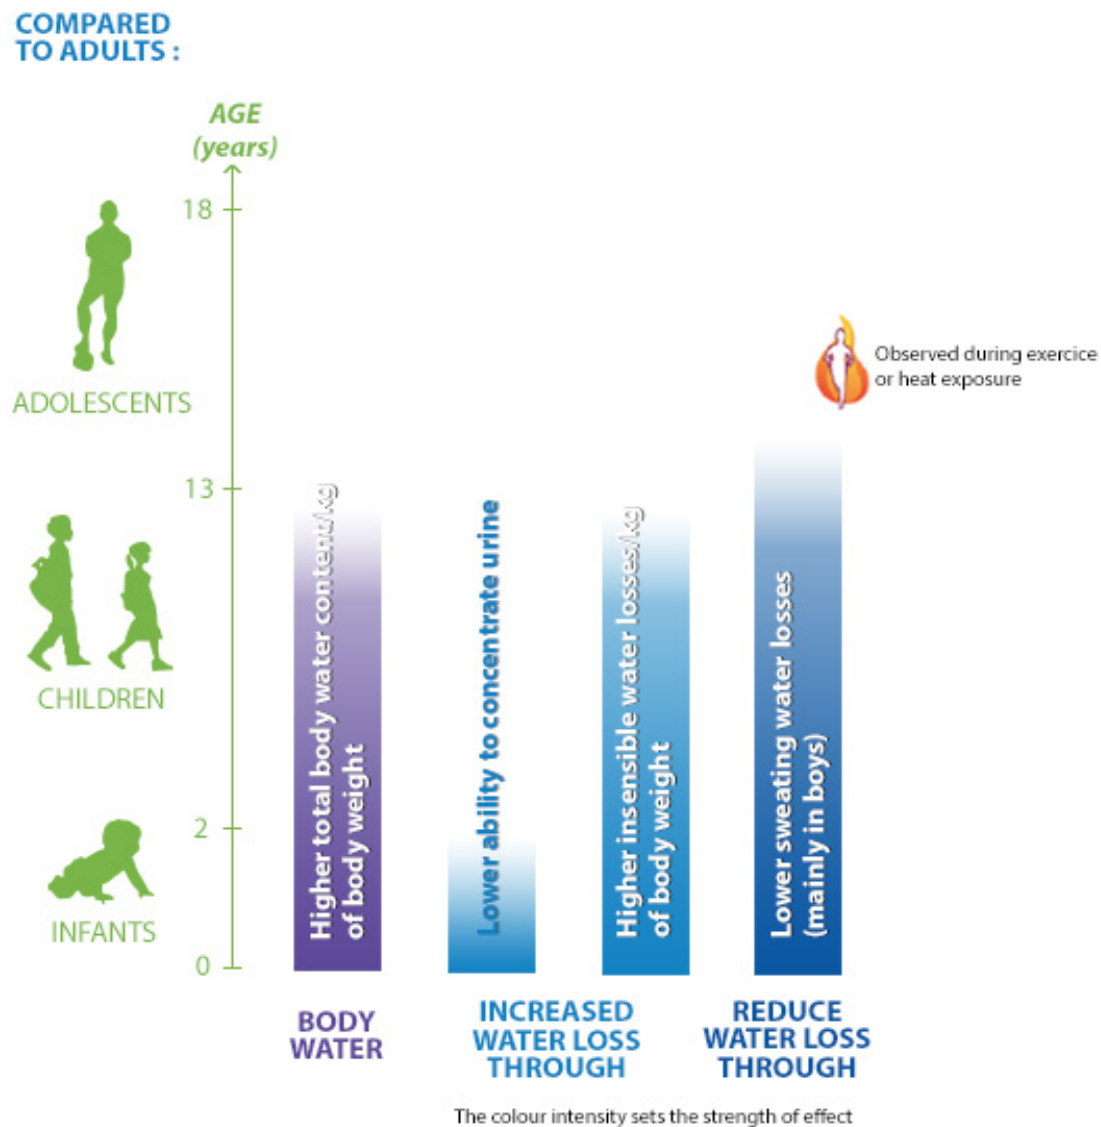 COMPARED
TO ADULTS :
AGE
(years)
18
ADOLESCENTS
Observed during exercice
or heat exposure
13
CHILDREN
2
INFANTS
0
Higher total body water content/kg
of body weight
Lower ability to concentrate urine
Higher insensible water losses/kg
of body weight
Lower sweating water losses
(mainly in boys)
BODY
WATER
INCREASED
WATER LOSS
THROUGH
REDUCE
WATER LOSS
THROUGH
The colour intensity sets the strength of effect